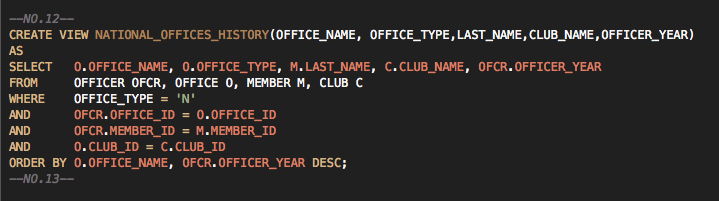 --NO.12--
CREATE VIEW NATIONAL_OFFICES_HISTORY(OFFICE_NAME, OFFICE_TYPE,LAST_NAME,CLUB_NAME,OFFICER_YEAR)
AS
SELECT O.OFFICE_NAME, O.OFFICE_TYPE, M.LAST_NAME, C.CLUB_NAME, OFCR.OFFICER_YEAR
FROM OFFICER OFCR, OFFICE O, MEMBER M, CLUB C
WHERE OFFICE_TYPE = 'N'
AND OFCR.OFFICE_ID = O.OFFICE_ID
AND OFCR.MEMBER_ID = M.MEMBER_ID
AND O.CLUB_ID = C.CLUB_ID
ORDER BY O.OFFICE_NAME, OFCR.OFFICER_YEAR DESC;
--NO.13--